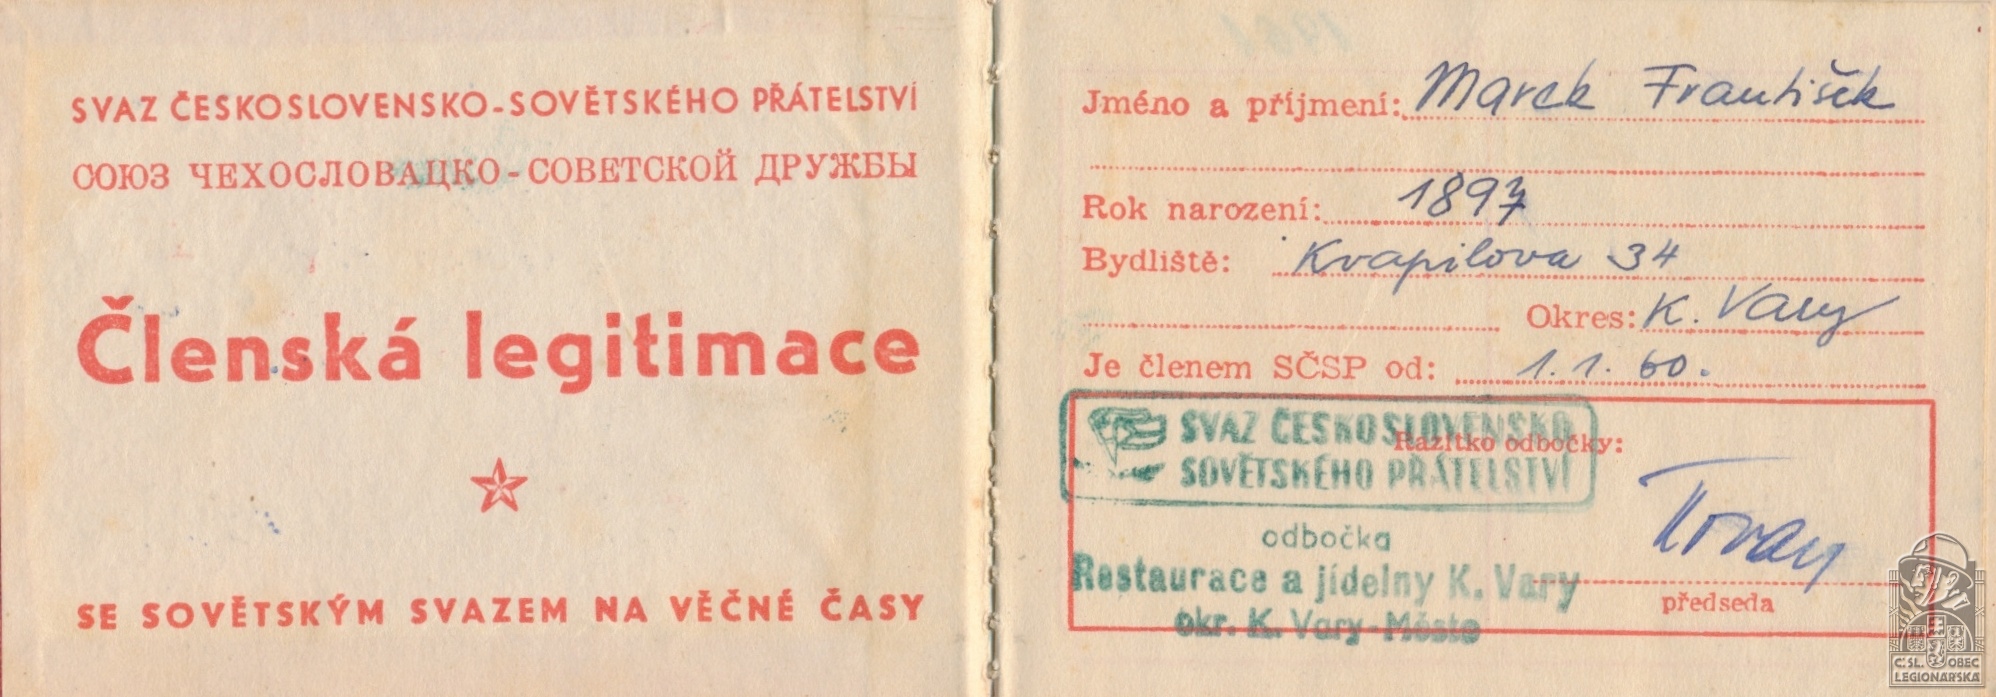 SVAZ ČESKOSLOVENSKO-SOVĚTSKÉHO PŘÁTELSTVÍ
СОЮЗ ЧЕХОСЛОВАЦКО-СОВЕТСКОЙ ДРУЖБЫ
Členská legitimace
SE SOVĚTSKÝM SVAZEM NA VĚČNÉ ČASY
Jméno a příjmení: Marek František
Rok narození: 1897
Bydliště: Kvapilova 34
Okres: K. Vary
Je členem SČSP od: 1. 1. 60.
Razítko odbočky:
SVAZ ČESKOSLOVENSKO
SOVĚTSKÉHO PŘÁTELSTVÍ
odbočka
Restaurace a jídelny K. Vary
okr. K. Vary-Město
předseda
Č.SL. OBEC
LEGIONÁŘSKÁ